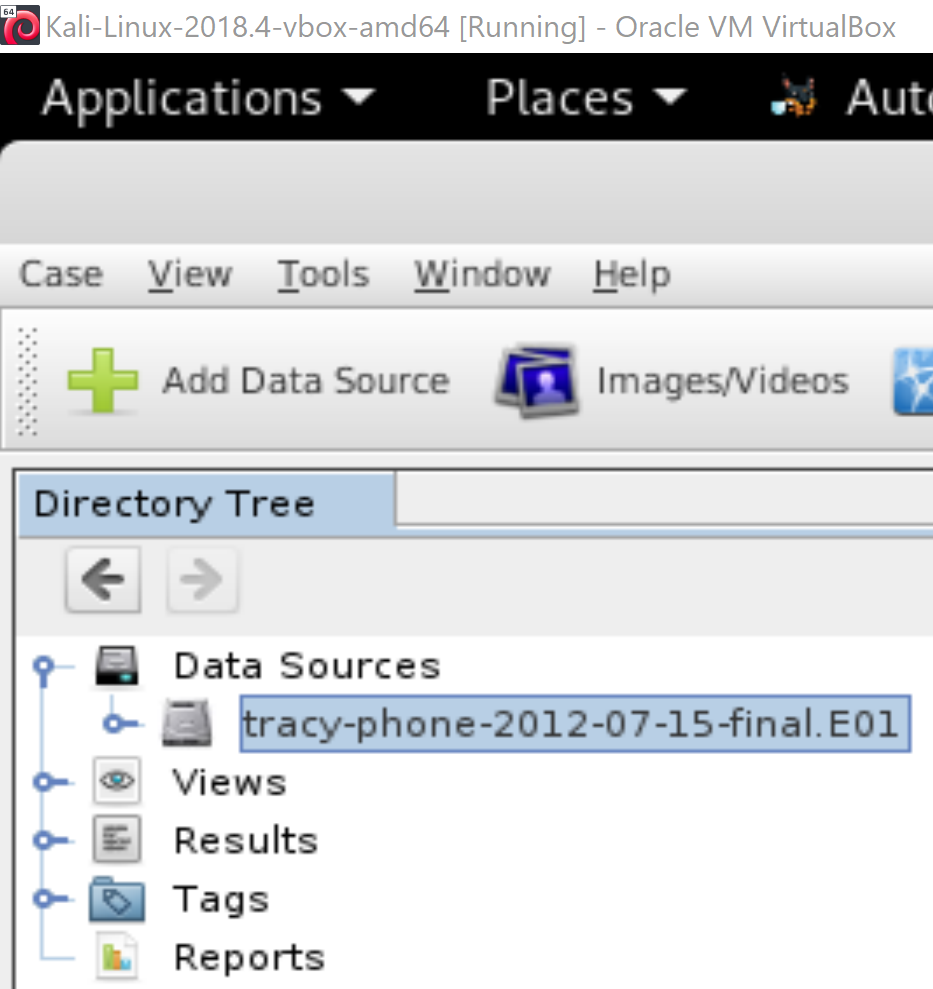 64
Kali-Linux-2018.4-vbox-amd64 [Running] - Oracle VM VirtualBox
Applications Places Auto
Case View Tools Window Help
Add Data Source Images/Videos
Directory Tree
Data Sources
tracy-phone-2012-07-15-final.E01
Views
Results
Tags
Reports